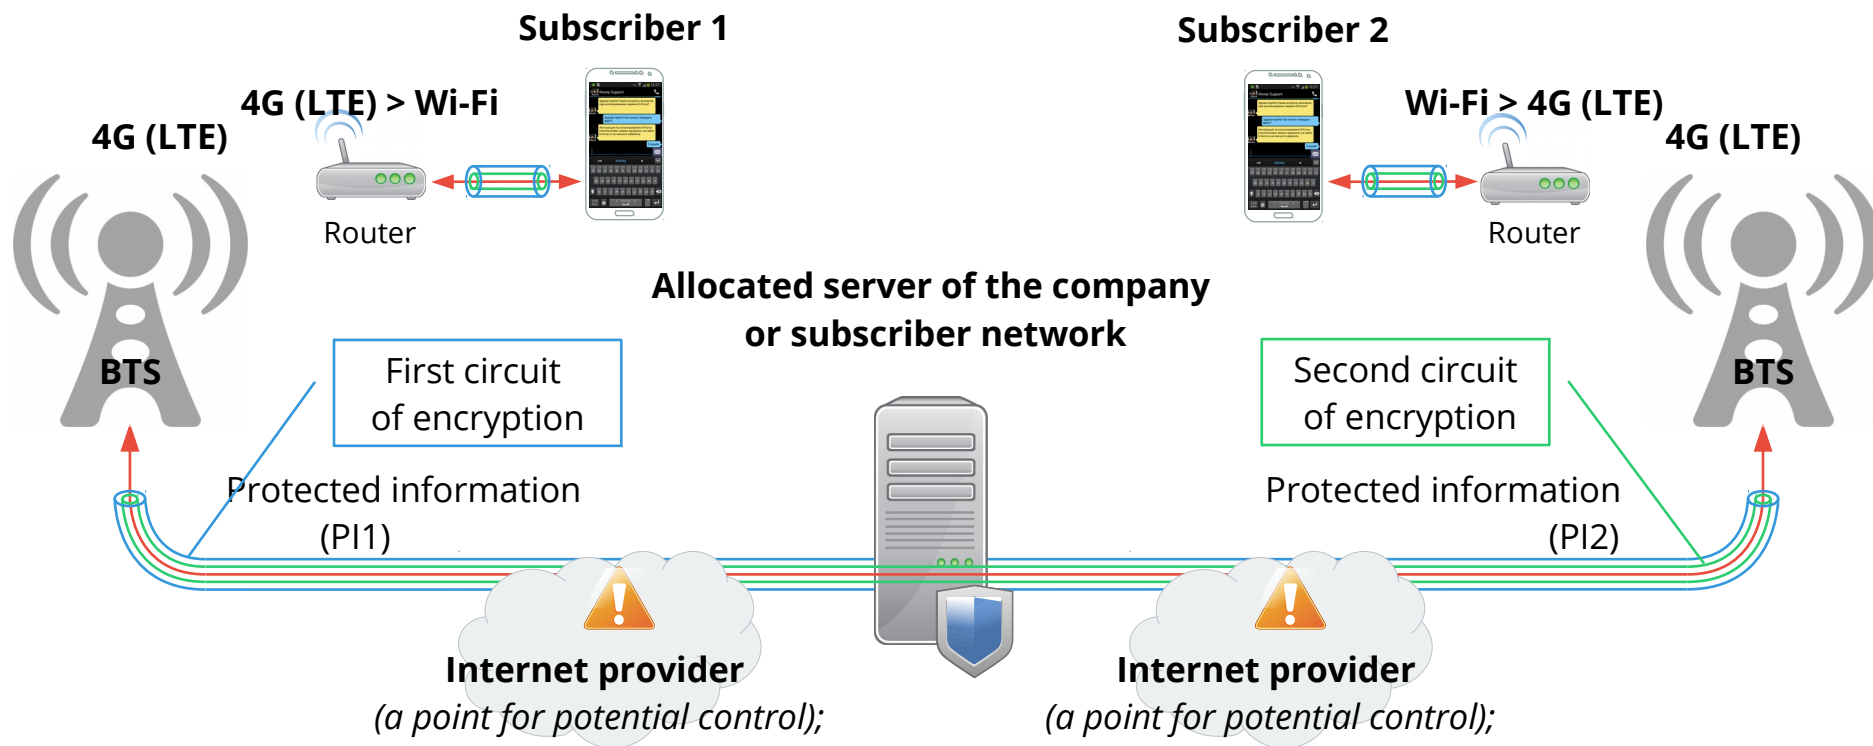 Subscriber 1
Subscriber 2
4G (LTE) > Wi-Fi
Wi-Fi > 4G (LTE)
4G (LTE)
4G (LTE)
Router
Router
Allocated server of the company
or subscriber network
BTS
First circuit
of encryption
Second circuit
of encryption
BTS
Protected information
(PI1)
Protected information
(PI2)
Internet provider
(a point for potential control);
Internet provider
(a point for potential control);